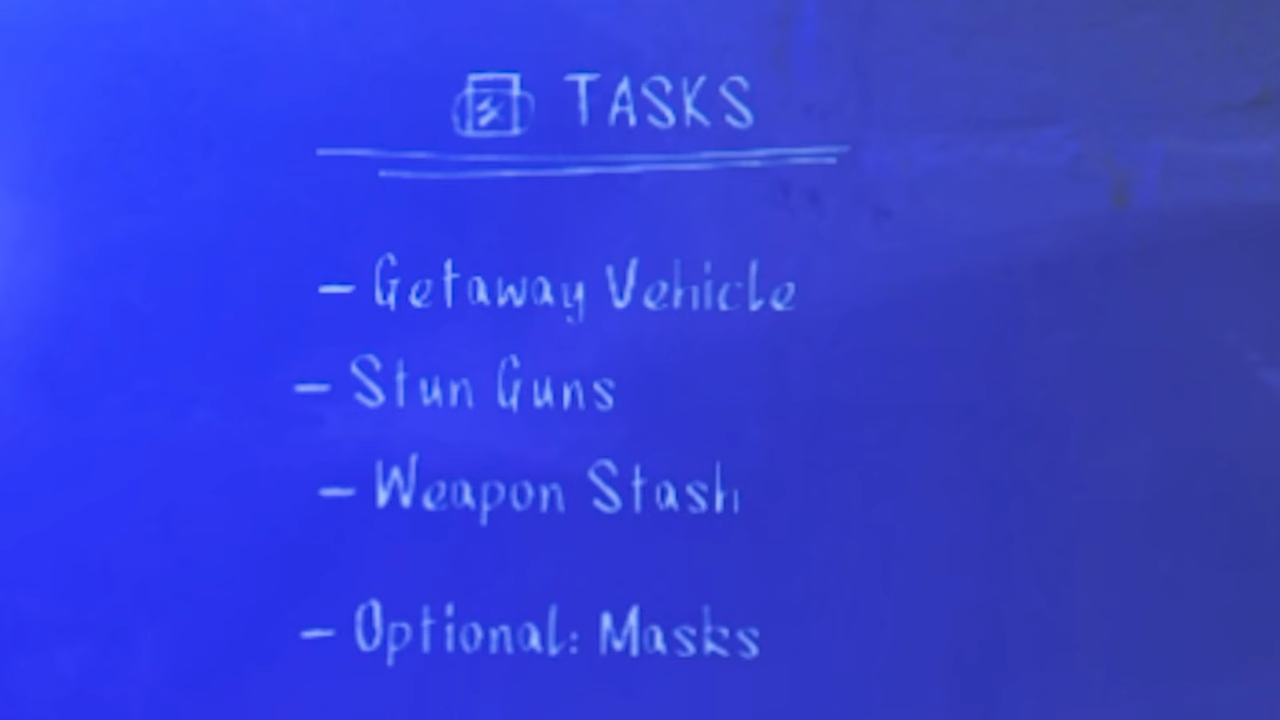 TASKS
- Getaway Vehicle
- Stun Guns
- Weapon Stash
- Optional: Masks